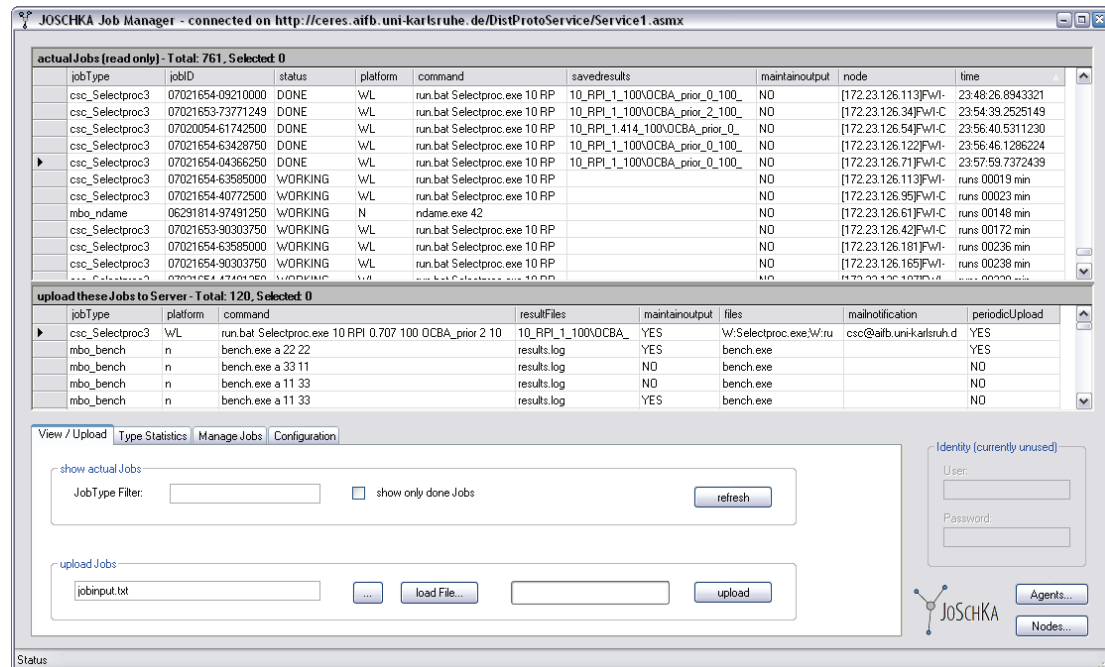 JOSCHKA Job Manager - connected on http://ceres.aifb.uni-karlsruhe.de/DistProtoService/Service1.asmx
actualJobs (read only) - Total: 761, Selected: 0
jobType jobID status platform command savedresults maintainoutput node time
csc_Selectproc3 07021654-09210000 DONE WL run.bat Selectproc.exe 10 RP 10_RPI_1_100\OCBA_prior_0_100_ NO [172.23.126.113]FWI- 23:48:26.8943321
csc_Selectproc3 07021653-73771249 DONE WL run.bat Selectproc.exe 10 RP 10_RPI_1_100\OCBA_prior_2_100_ NO [172.23.126.34]FWI-C 23:54:39.2525149
csc_Selectproc3 07020054-61742500 DONE WL run.bat Selectproc.exe 10 RP 10_RPI_1.414_100\OCBA_prior_0_ NO [172.23.126.54]FWI-C 23:56:40.5311230
csc_Selectproc3 07021654-63428750 DONE WL run.bat Selectproc.exe 10 RP 10_RPI_1_100\OCBA_prior_0_100_ NO [172.23.126.122]FWI- 23:56:46.1286224
csc_Selectproc3 07021654-04366250 DONE WL run.bat Selectproc.exe 10 RP 10_RPI_1_100\OCBA_prior_0_100_ NO [172.23.126.71]FWI-C 23:57:59.7372439
csc_Selectproc3 07021654-63585000 WORKING WL run.bat Selectproc.exe 10 RP NO [172.23.126.113]FWI- runs 00019 min
csc_Selectproc3 07021654-40772500 WORKING WL run.bat Selectproc.exe 10 RP NO [172.23.126.95]FWI-C runs 00023 min
mbo_ndame 06291814-97491250 WORKING N ndame.exe 42 NO [172.23.126.61]FWI-C runs 00148 min
csc_Selectproc3 07021653-90303750 WORKING WL run.bat Selectproc.exe 10 RP NO [172.23.126.42]FWI-C runs 00172 min
csc_Selectproc3 07021654-63585000 WORKING WL run.bat Selectproc.exe 10 RP NO [172.23.126.181]FWI- runs 00236 min
csc_Selectproc3 07021654-90303750 WORKING WL run.bat Selectproc.exe 10 RP NO [172.23.126.165]FWI- runs 00238 min
upload these Jobs to Server - Total: 120, Selected: 0
jobType platform command resultFiles maintainoutput files mailnotification periodicUpload
csc_Selectproc3 WL run.bat Selectproc.exe 10 RPI 0.707 100 OCBA_prior 2 10 10_RPI_1_100\OCBA_ YES W:Selectproc.exe;W:ru csc@aifb.uni-karlsruh.d YES
mbo_bench n bench.exe a 22 22 results.log YES bench.exe YES
mbo_bench n bench.exe a 33 11 results.log NO bench.exe NO
mbo_bench n bench.exe a 11 33 results.log NO bench.exe NO
mbo_bench n bench.exe a 11 33 results.log YES bench.exe NO
View / Upload Type Statistics Manage Jobs Configuration
Identity (currently unused)
show actual Jobs
User:
JobType Filter: show only done Jobs refresh
Password:
upload Jobs
jobinput.txt ... load File... upload
JOSCHKA
Agents...
Nodes...
Status